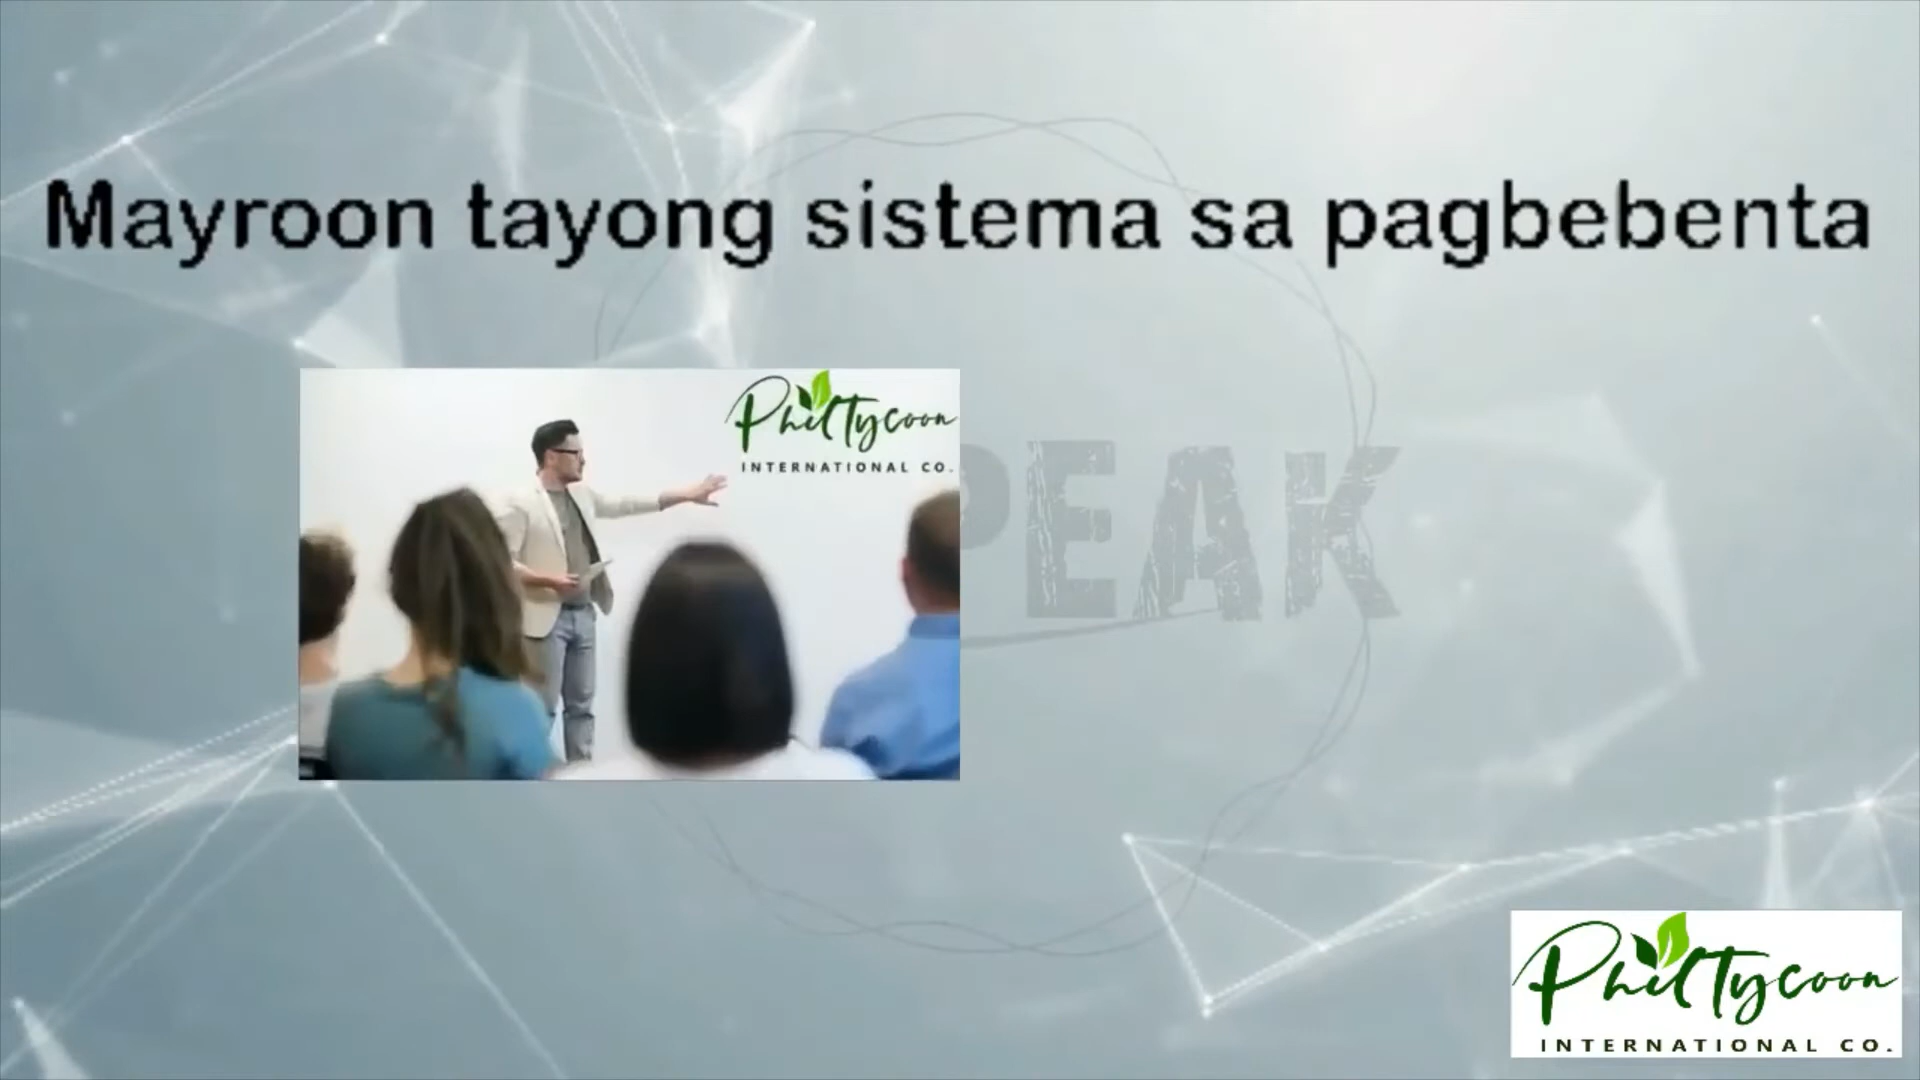 Mayroon tayong sistema sa pagbebenta
PhilTycoon
INTERNATIONAL CO.
PEAK
PhilTycoon
INTERNATIONAL CO.